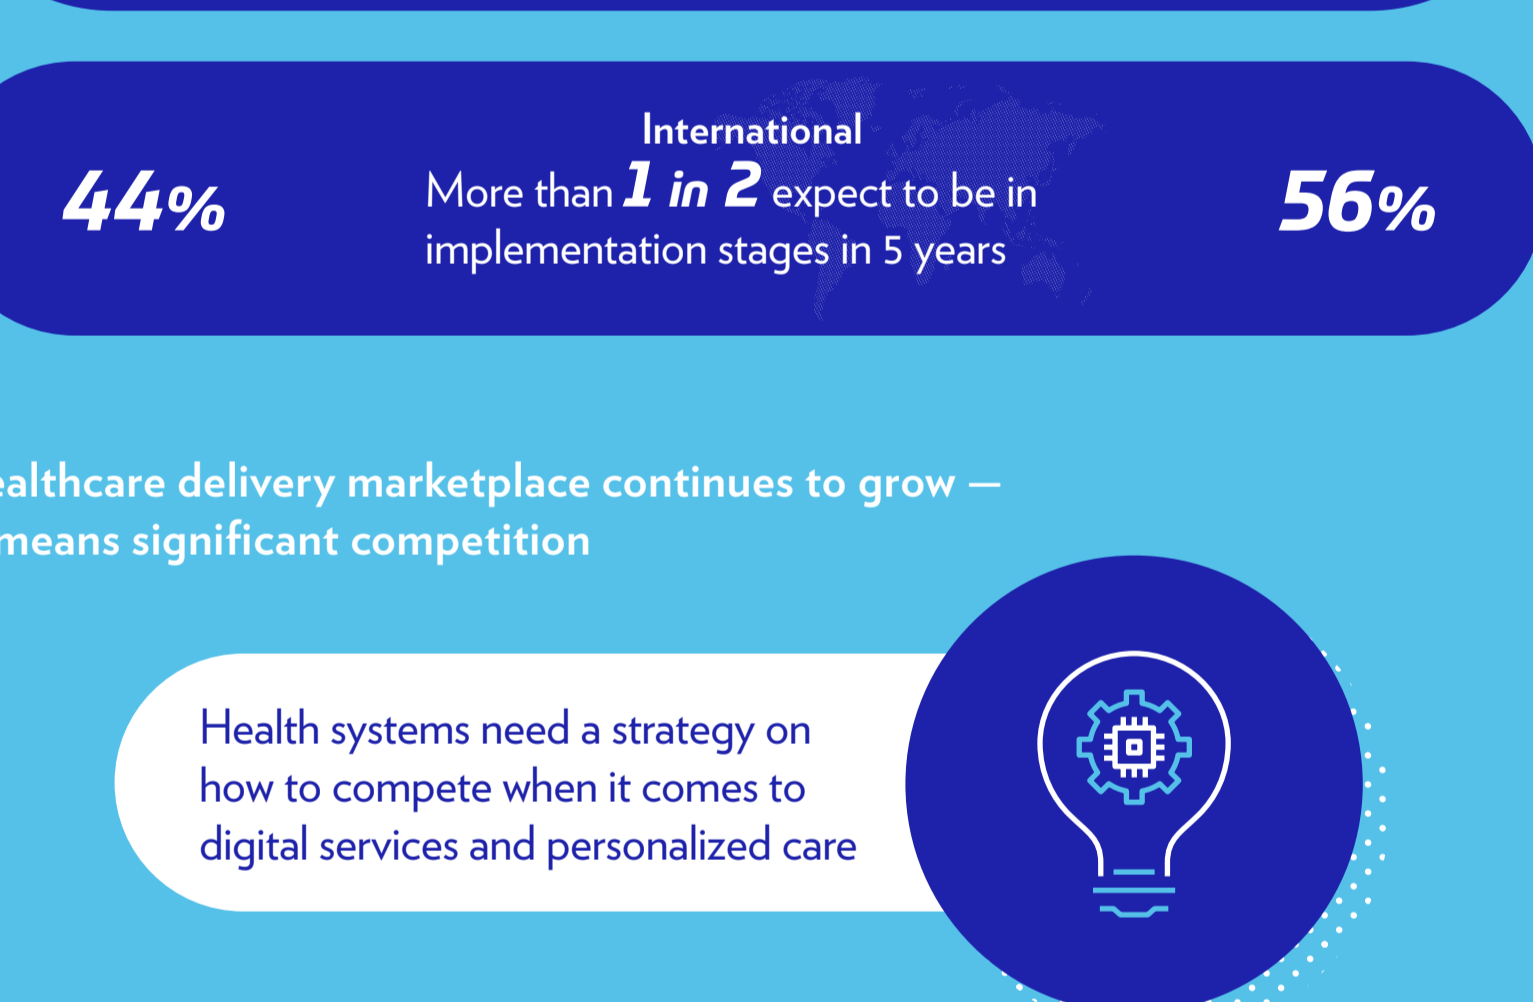 International
44% More than 1 in 2 expect to be in 56%
implementation stages in 5 years
delivery marketplace continues to grow —
means significant competition
Health systems need a strategy on
how to compete when it comes to
digital services and personalized care